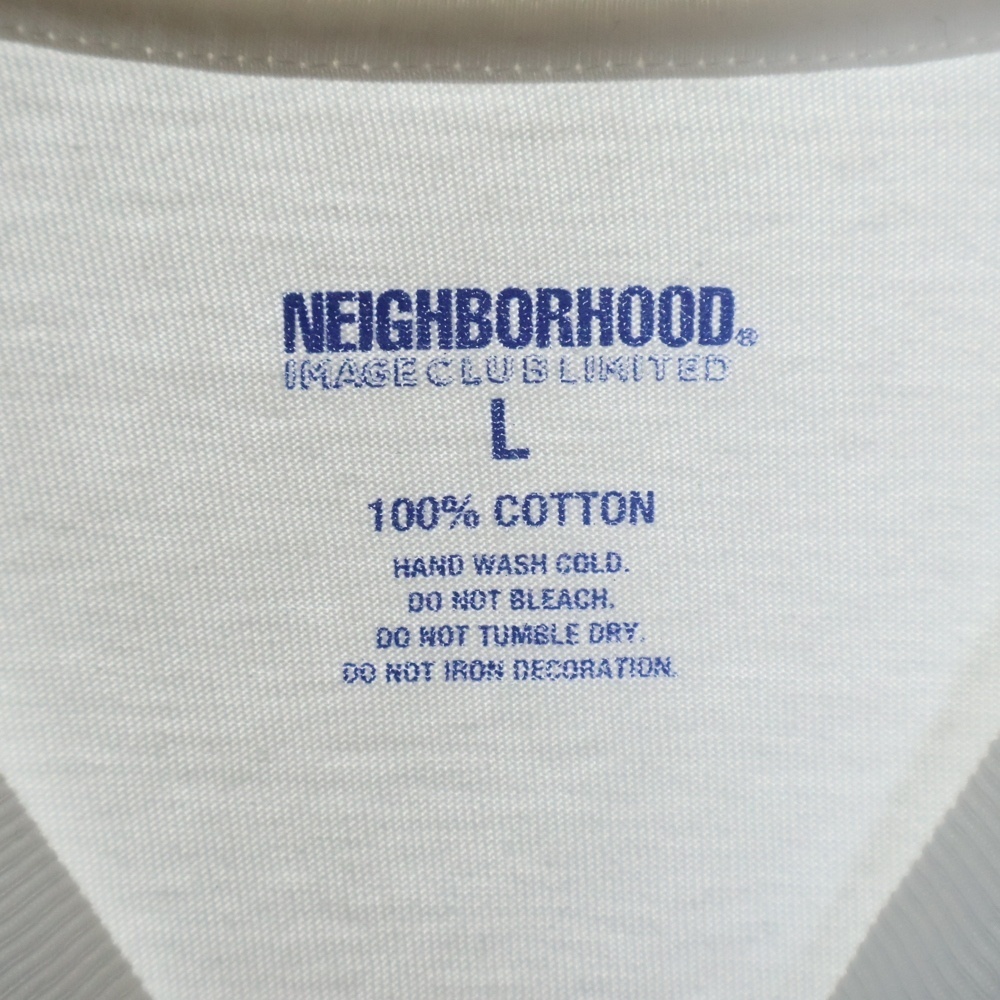 NEIGHBORHOOD®
IMAGE CLUB LIMITED
L
100% COTTON
HAND WASH COLD.
DO NOT BLEACH.
DO NOT TUMBLE DRY.
DO NOT IRON DECORATION.